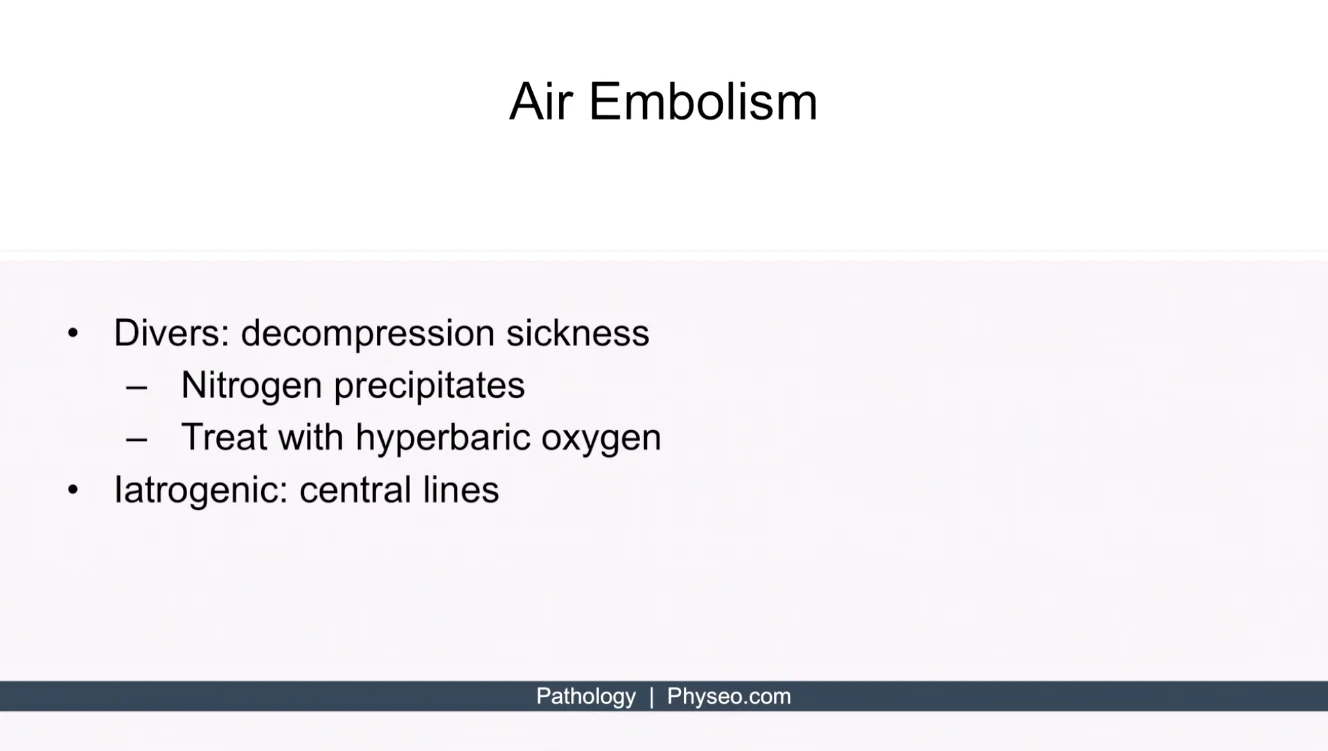 Air Embolism
• Divers: decompression sickness
– Nitrogen precipitates
– Treat with hyperbaric oxygen
• Iatrogenic: central lines
Pathology | Physeo.com